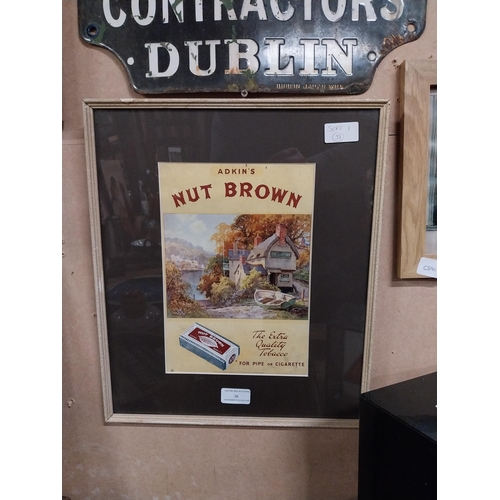 CONTRACTORS
DUBLIN
ADKIN'S
NUT BROWN
The Extra
Quality
Tobacco
FOR PIPE OR CIGARETTE